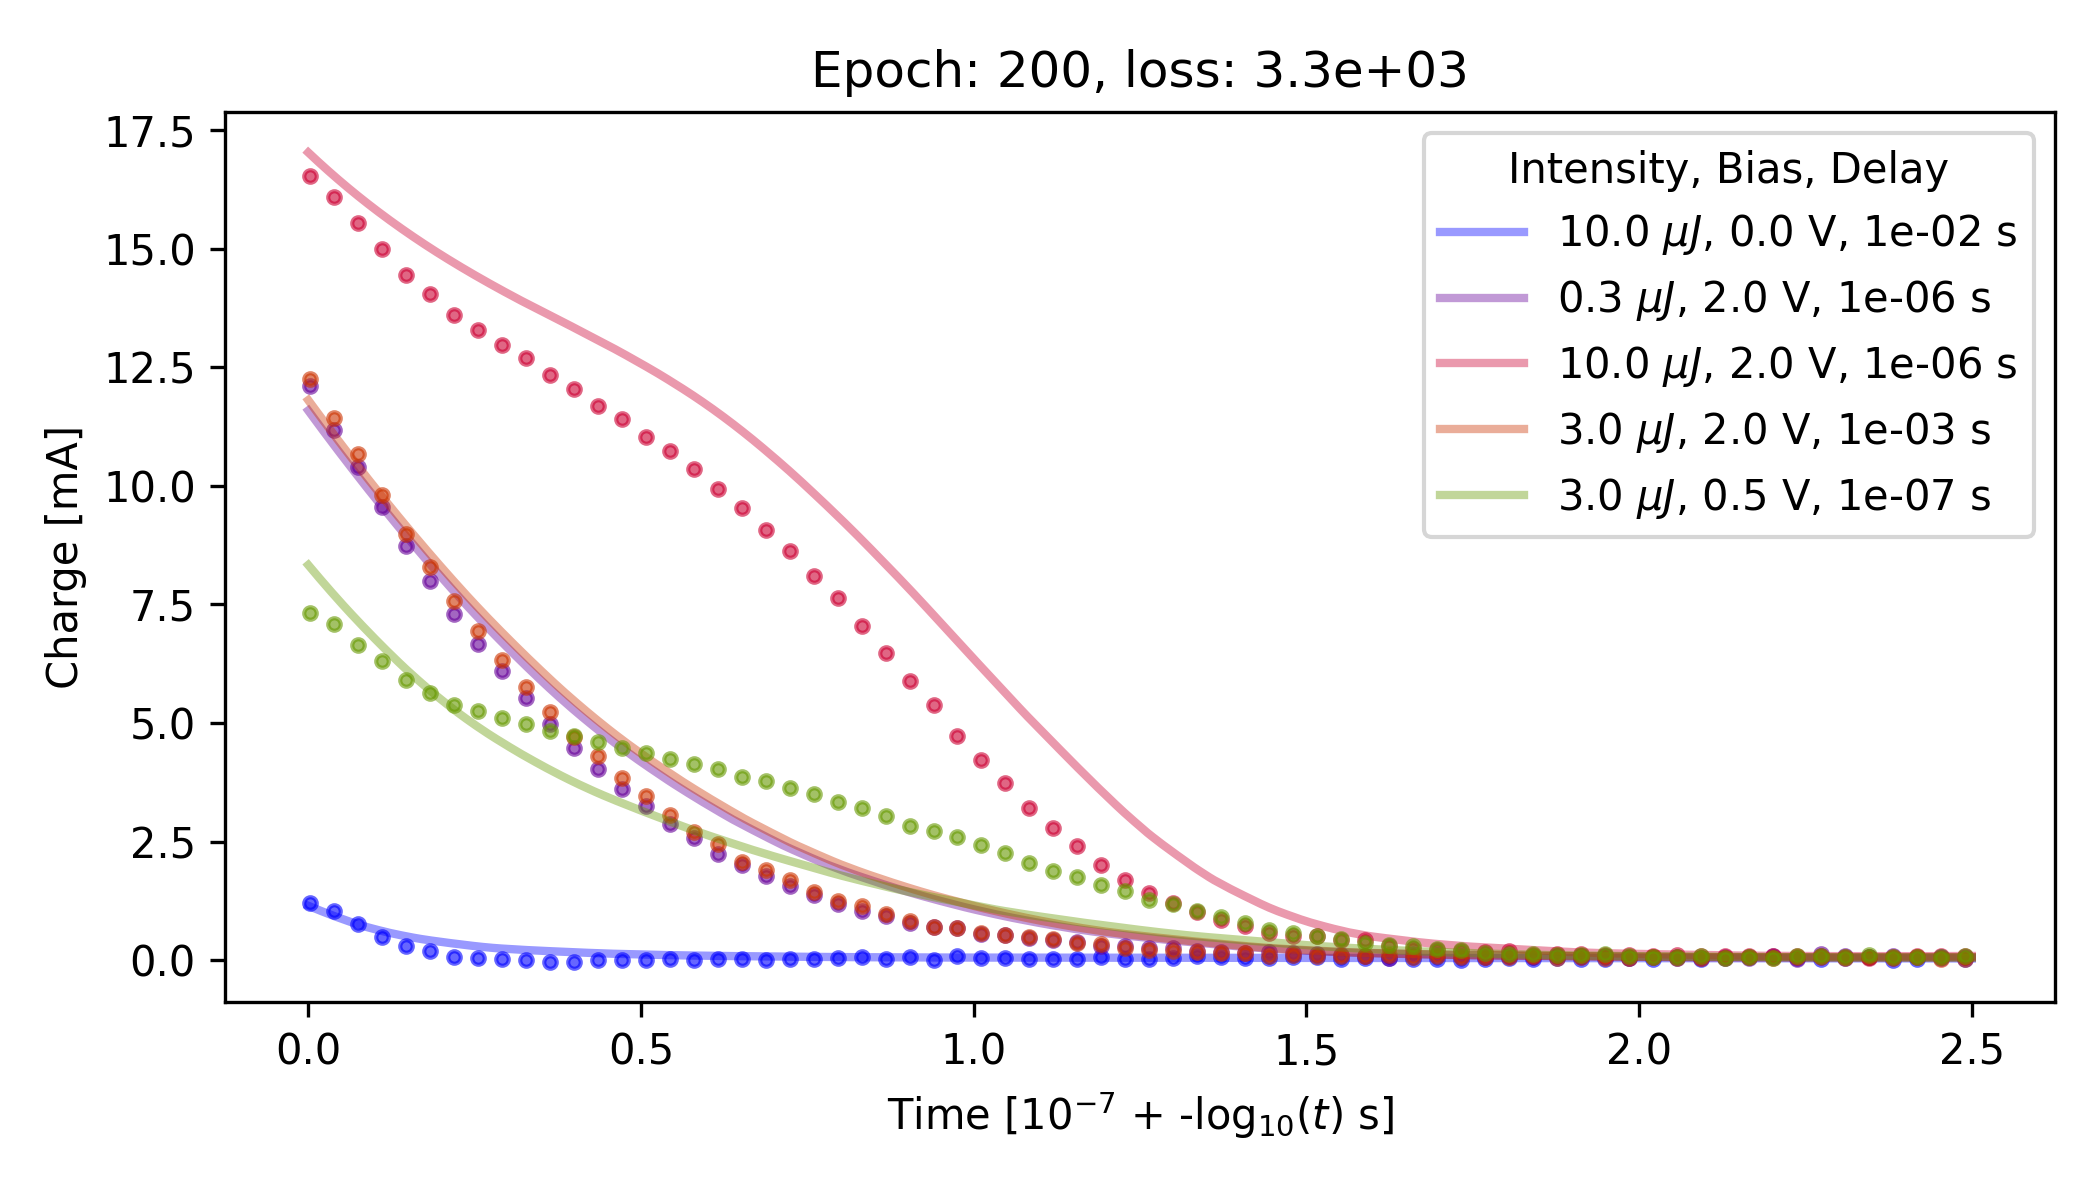 Epoch: 200, loss: 3.3e+03
Charge [mA]
17.5
15.0
12.5
10.0
7.5
5.0
2.5
0.0
Intensity, Bias, Delay
10.0 μJ, 0.0 V, 1e-02 s
0.3 μJ, 2.0 V, 1e-06 s
10.0 μJ, 2.0 V, 1e-06 s
3.0 μJ, 2.0 V, 1e-03 s
3.0 μJ, 0.5 V, 1e-07 s
0.0 0.5 1.0 1.5 2.0 2.5
Time [10⁻⁷ + -log₁₀(t) s]